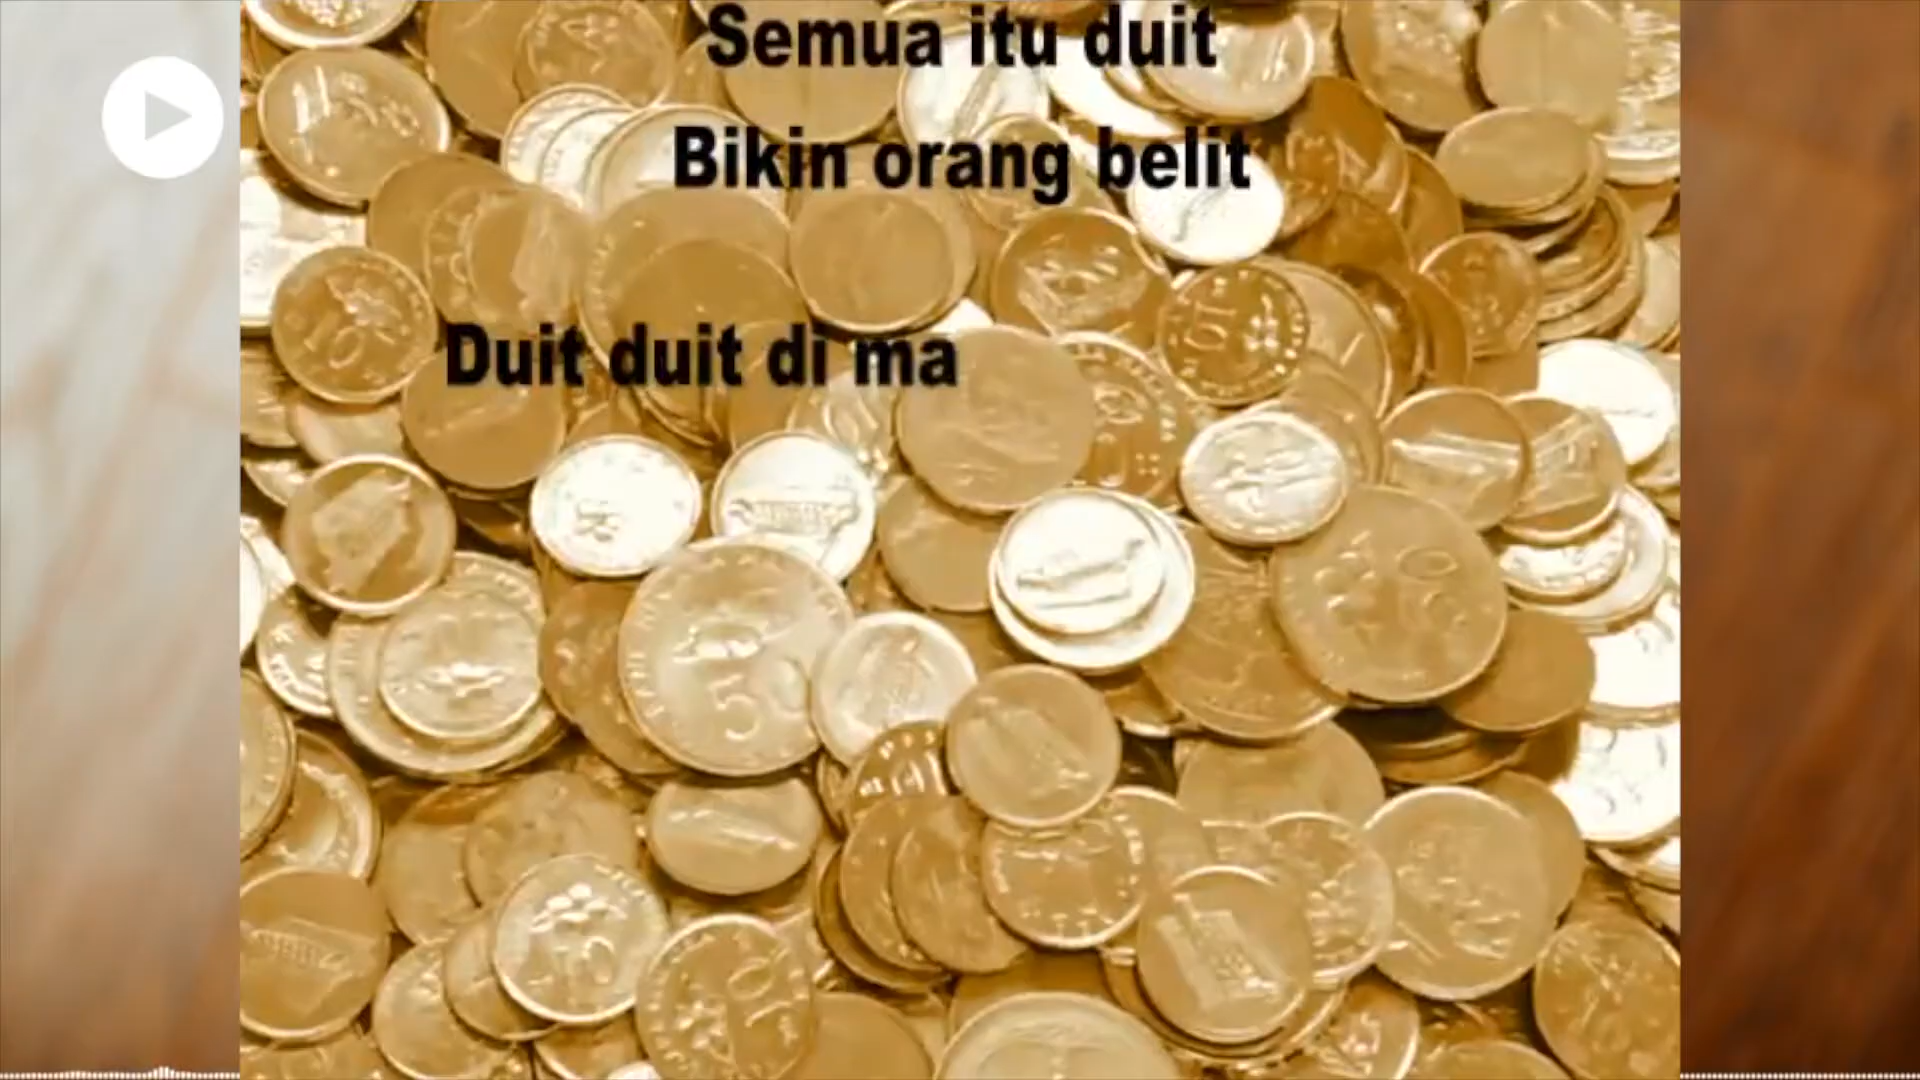 Semua itu duit
Bikin orang belit
Duit duit di ma